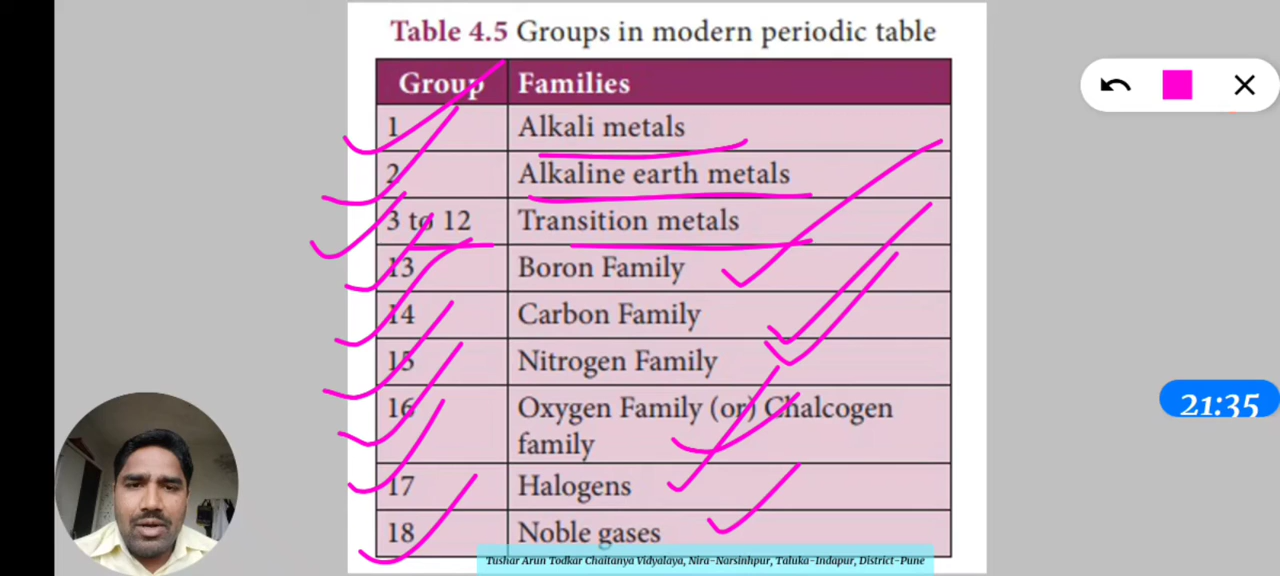 Table 4.5 Groups in modern periodic table
Group Families
1 Alkali metals
2 Alkaline earth metals
3 to 12 Transition metals
13 Boron Family
14 Carbon Family
15 Nitrogen Family
16 Oxygen Family (or) Chalcogen
family
17 Halogens
18 Noble gases
Tushar Arun Todkar Chaitanya Vidyalaya, Nira-Narsinhpur, Taluka-Indapur, District-Pune
21:35